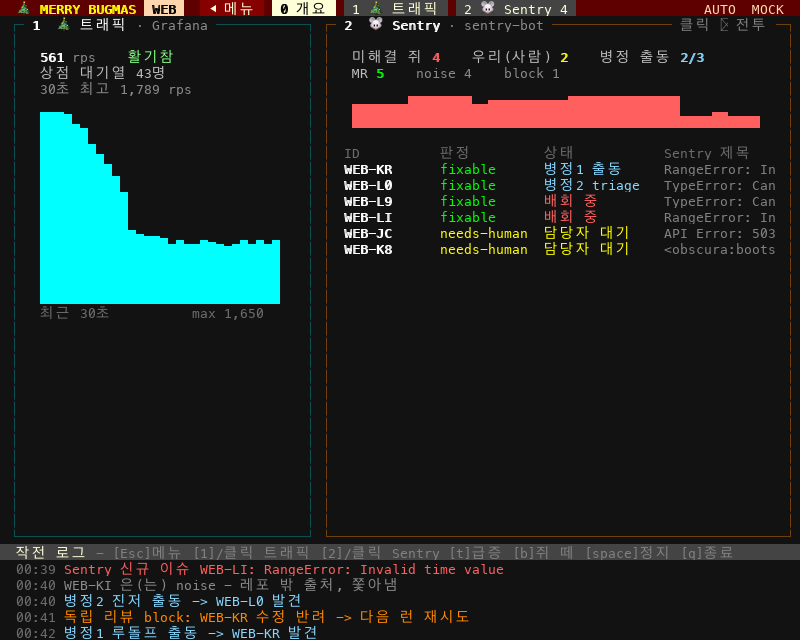 🎄 MERRY BUGMAS WEB ◂ 메뉴 0 개요 1 🎄 트래픽 2 🐭 Sentry 4 AUTO MOCK
1 🎄 트래픽 · Grafana
561 rps 활기참
상점 대기열 43명
30초 최고 1,789 rps
최근 30초 max 1,650
2 🐭 Sentry · sentry-bot 클릭 전투
미해결 쥐 4 우리(사람) 2 병정 출동 2/3
MR 5 noise 4 block 1
ID 판정 상태 Sentry 제목
WEB-KR fixable 병정1 출동 RangeError: In
WEB-L0 fixable 병정2 triage TypeError: Can
WEB-L9 fixable 배회 중 TypeError: Can
WEB-LI fixable 배회 중 RangeError: In
WEB-JC needs-human 담당자 대기 API Error: 503
WEB-K8 needs-human 담당자 대기 <obscura:boots
작전 로그 — [Esc]메뉴 [1]/클릭 트래픽 [2]/클릭 Sentry [t]급증 [b]쥐 떼 [space]정지 [q]종료
00:39 Sentry 신규 이슈 WEB-LI: RangeError: Invalid time value
00:40 WEB-KI 은(는) noise — 레포 밖 출처, 쫓아냄
00:40 병정2 진저 출동 -> WEB-L0 발견
00:41 독립 리뷰 block: WEB-KR 수정 반려 -> 다음 런 재시도
00:42 병정1 루돌프 출동 -> WEB-KR 발견